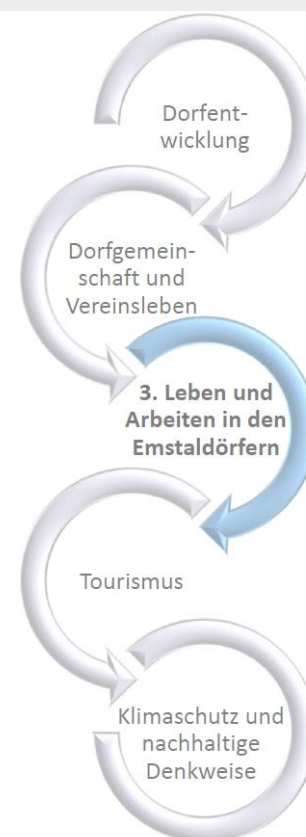 Dorfent-
wicklung
Dorfgemein-
schaft und
Vereinsleben
3. Leben und
Arbeiten in den
Emstaldörfern
Tourismus
Klimaschutz und
nachhaltige
Denkweise